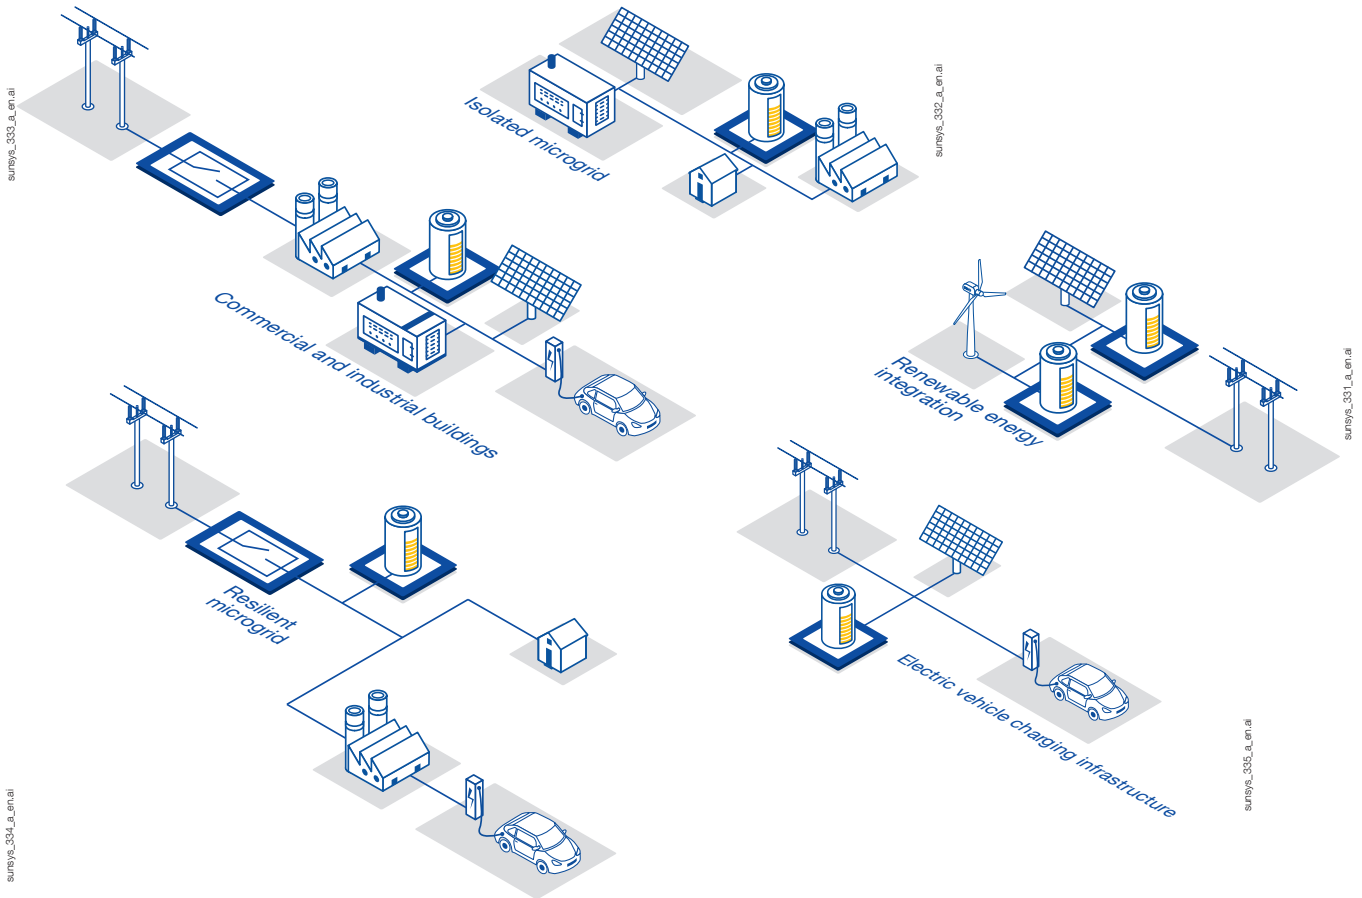 sunsys_333_a_en.ai
Isolated microgrid
sunsys_332_a_en.ai
Commercial and industrial buildings
Renewable energy
integration
sunsys_331_a_en.ai
Resilient
microgrid
Electric vehicle charging infrastructure
sunsys_335_a_en.ai
sunsys_334_a_en.ai